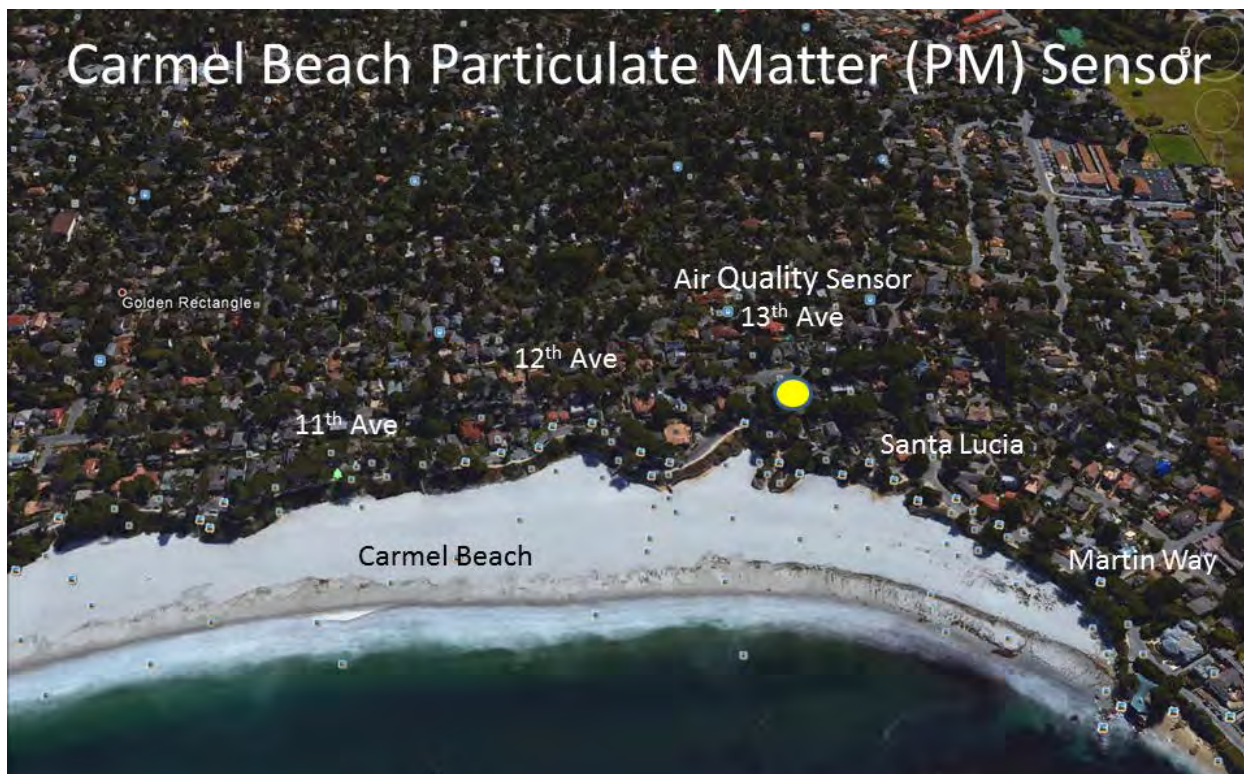 Carmel Beach Particulate Matter (PM) Sensor
Air Quality Sensor
13th Ave
Golden Rectangle
12th Ave
11th Ave
Santa Lucia
Carmel Beach
Martin Way